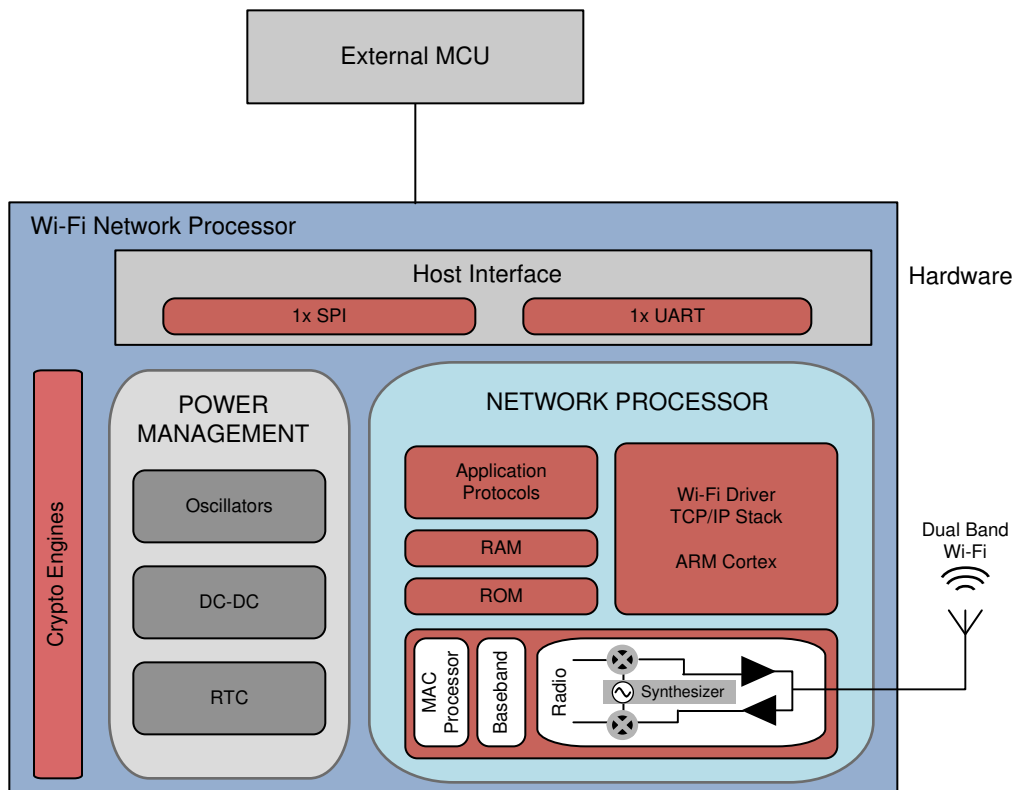 External MCU
Wi-Fi Network Processor
Host Interface
1x SPI
1x UART
Hardware
Crypto Engines
POWER
MANAGEMENT
Oscillators
DC-DC
RTC
NETWORK PROCESSOR
Application
Protocols
RAM
ROM
Wi-Fi Driver
TCP/IP Stack
ARM Cortex
MAC
Processor
Baseband
Radio
Synthesizer
Dual Band
Wi-Fi